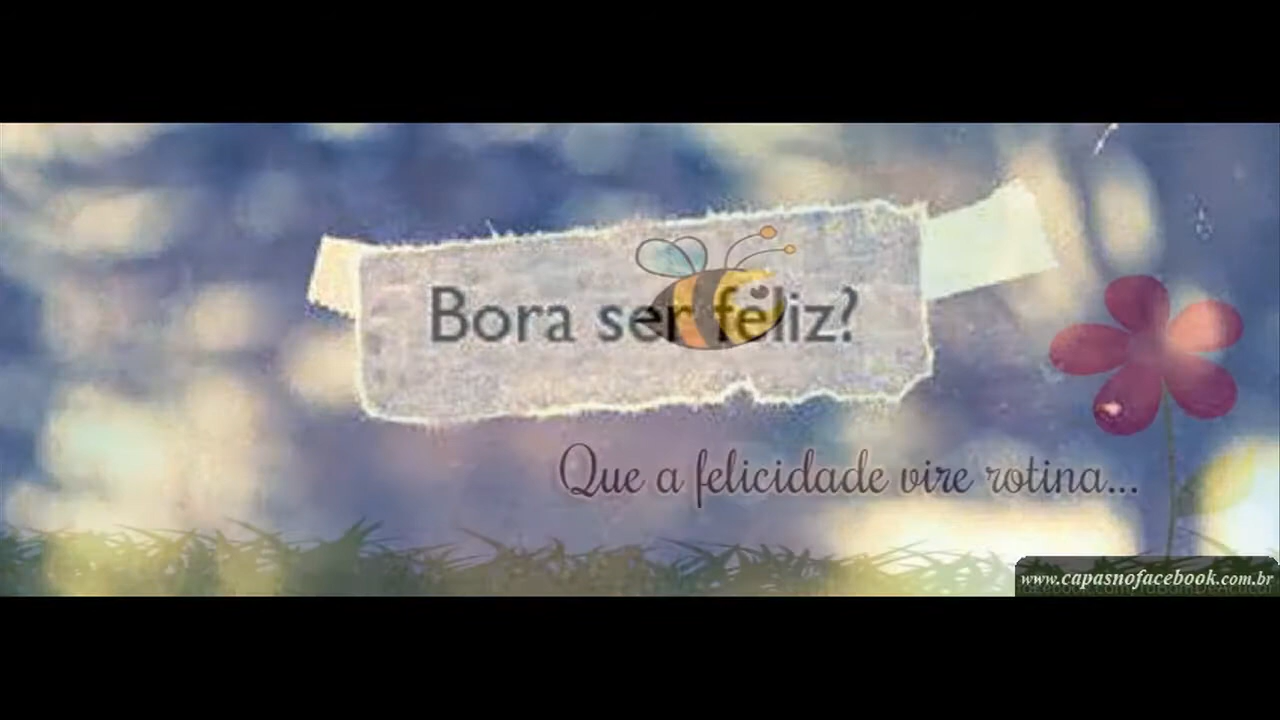 Bora ser feliz?
Que a felicidade vire rotina...
www.capasnofacebook.com.br